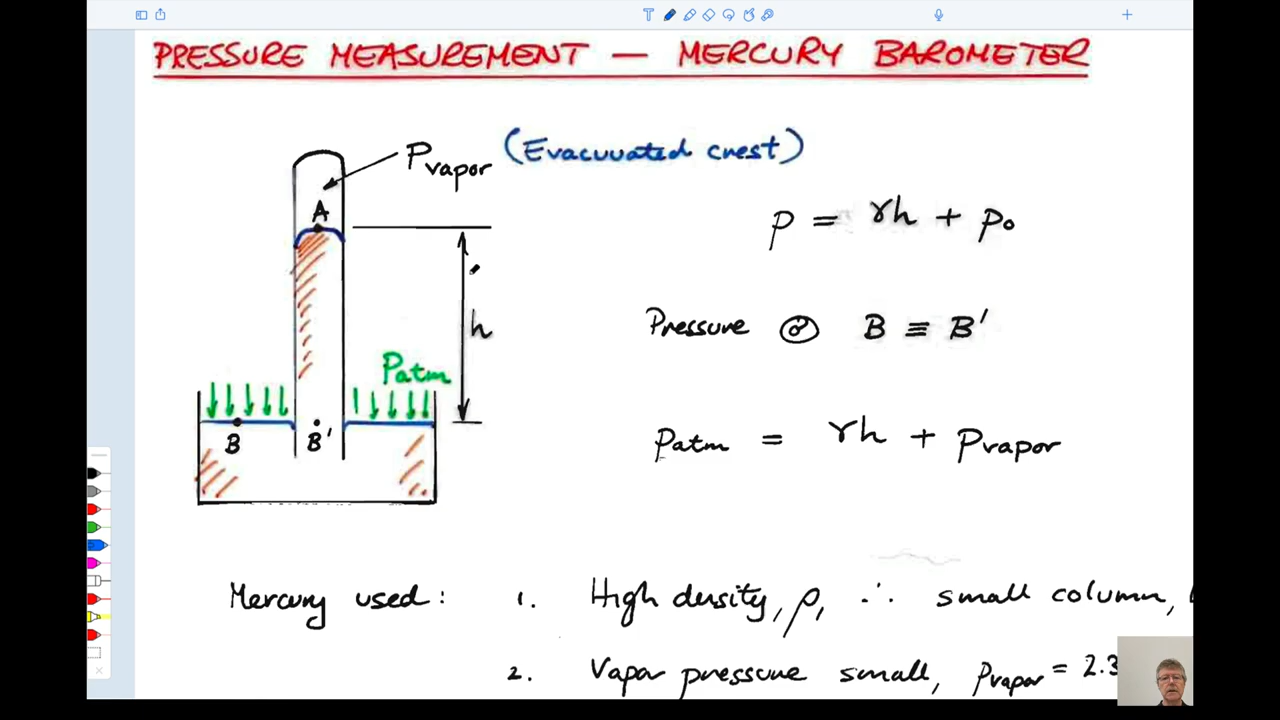 PRESSURE MEASUREMENT — MERCURY BAROMETER
Pvapor (Evacuuated crest)
A
p = γh + p₀
h
Pressure @ B ≡ B'
Patm
B B'
patm = γh + pvapor
Mercury used: 1. High density, ρ, ∴ small column,
2. Vapor pressure small, pvapor = 2.3